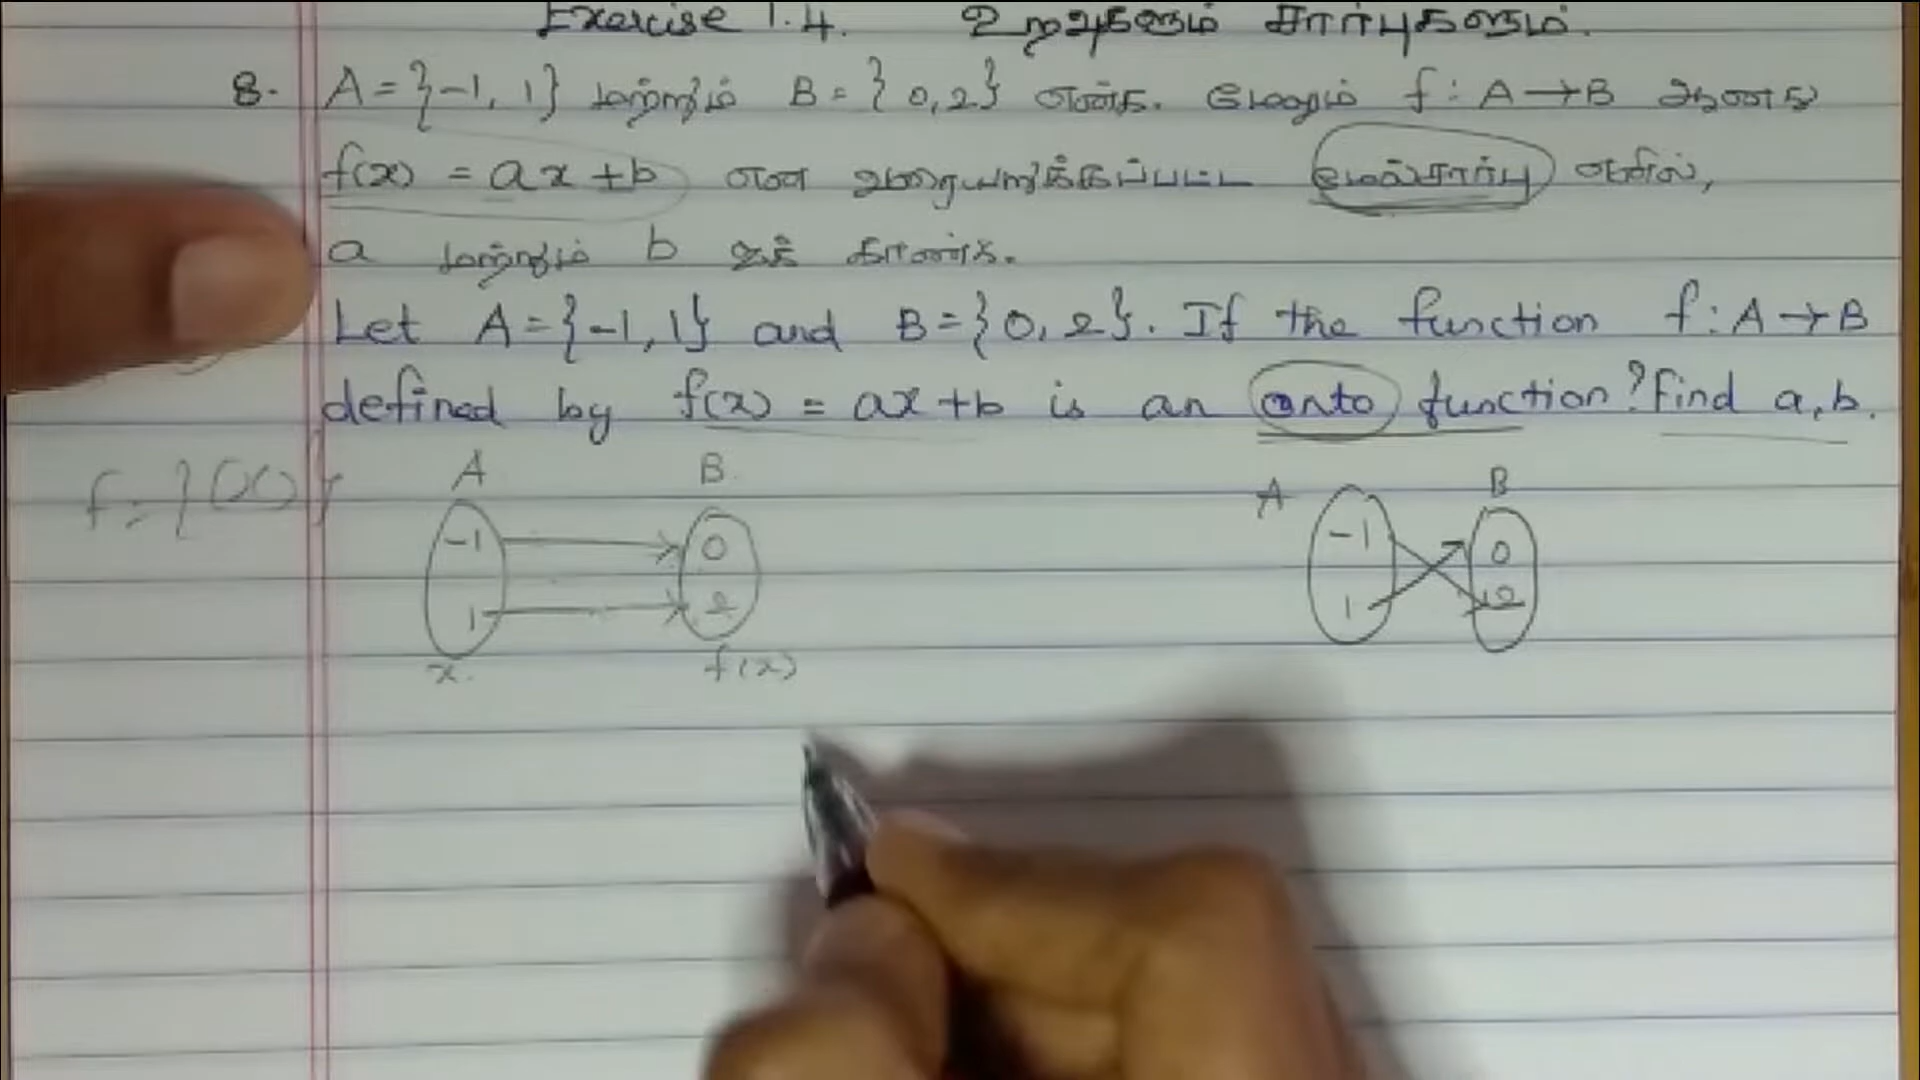 Exercise 1.4. உறவுகளும் சார்புகளும்.
8. A={-1, 1} மற்றும் B={0,2} என்க. மேலும் f:A→B ஆனது
f(x) = ax+b என வரையறுக்கப்பட்ட மேல்சார்பு எனில்,
a மற்றும் b ஐக் காண்க.
Let A={-1,1} and B={0,2}. If the function f:A→B
defined by f(x) = ax+b is an onto function? Find a,b.
A B. A B
-1 0 -1 0
1 2 1 2
x. f(x)